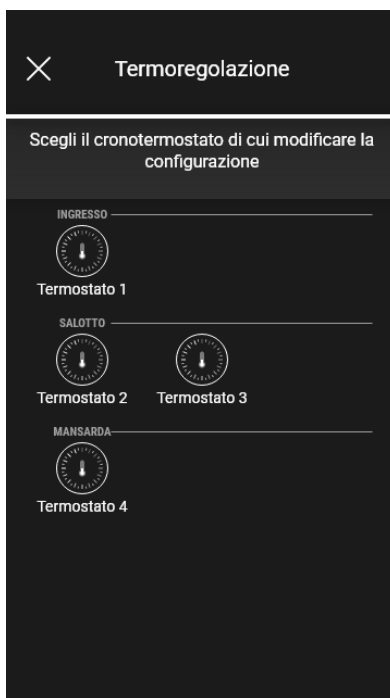 Termoregolazione
Scegli il cronotermostato di cui modificare la
configurazione
INGRESSO
Termostato 1
SALOTTO
Termostato 2 Termostato 3
MANSARDA
Termostato 4